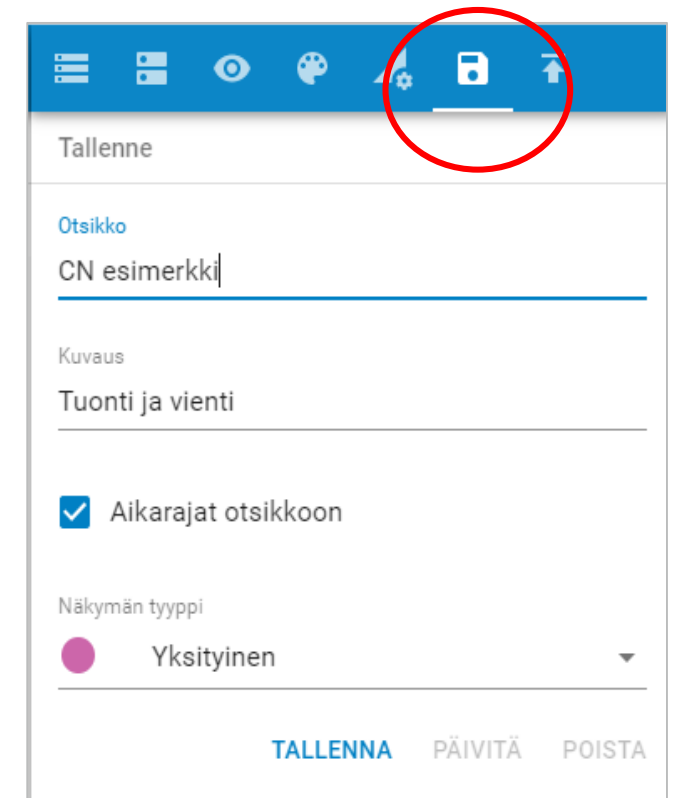 Tallenne
Otsikko
CN esimerkki
Kuvaus
Tuonti ja vienti
Aikarajat otsikkoon
Näkymän tyyppi
Yksityinen
TALLENNA PÄIVITÄ POISTA